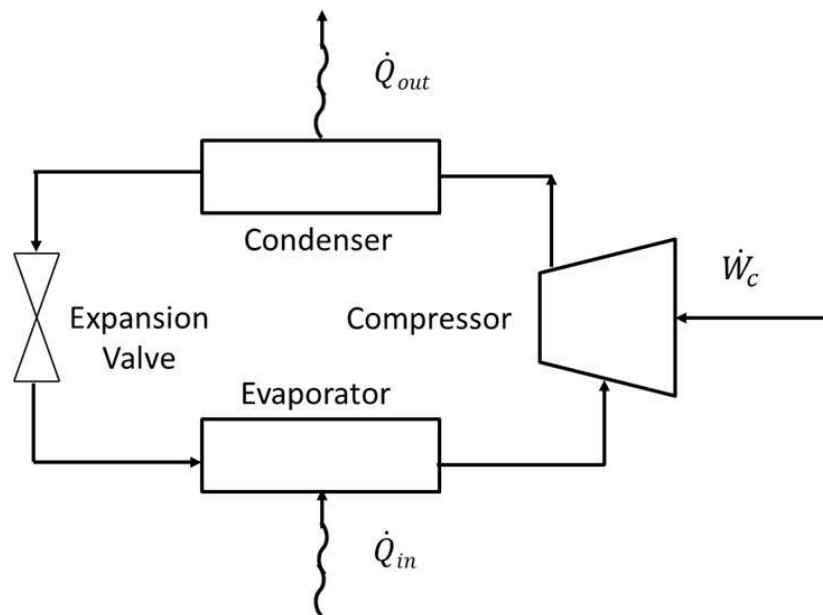 Q̇out
Condenser
Ẇc
Expansion
Valve
Compressor
Evaporator
Q̇in